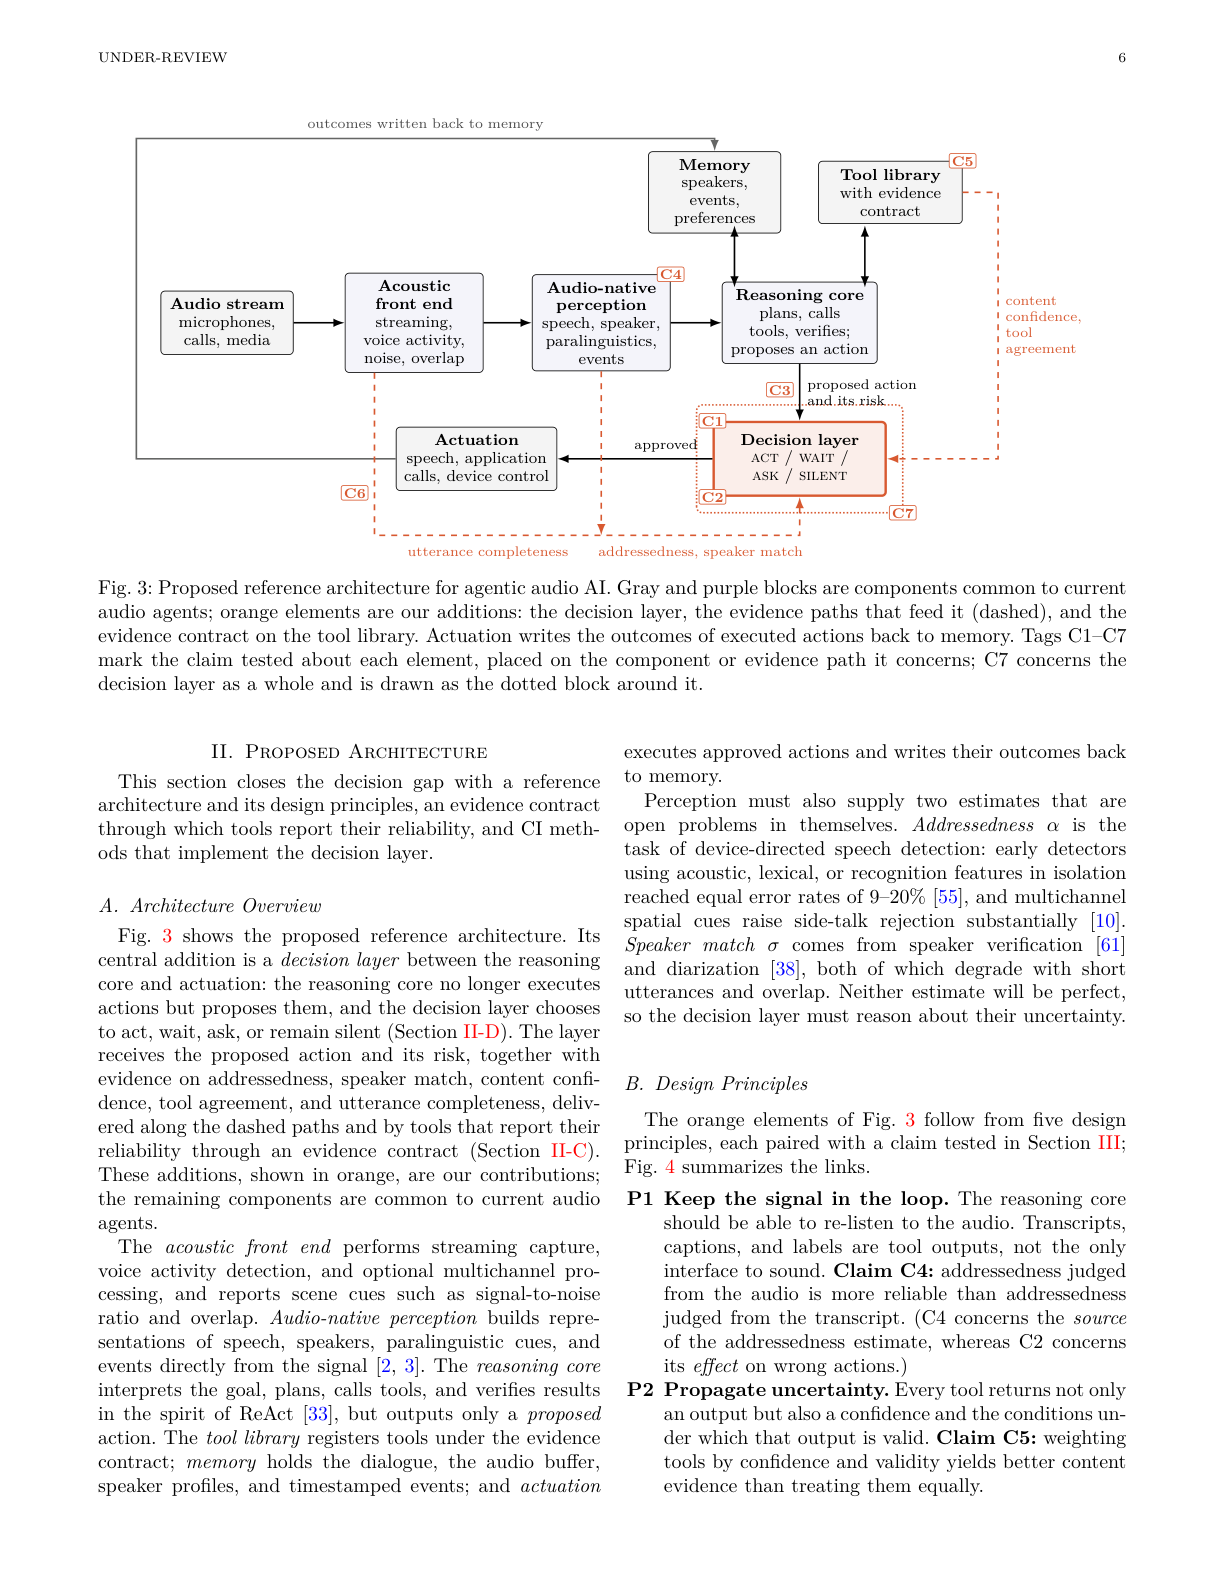 UNDER-REVIEW
6
outcomes written back to memory
Memory
speakers,
events,
preferences
C5
Tool library
with evidence
contract
Audio stream
microphones,
calls, media
Acoustic
front end
streaming,
voice activity,
noise, overlap
C4
Audio-native
perception
speech, speaker,
paralinguistics,
events
Reasoning core
plans, calls
tools, verifies;
proposes an action
content
confidence,
tool
agreement
C3
proposed action
and its risk
C1
Decision layer
ACT / WAIT /
ASK / SILENT
C2
C7
approved
Actuation
speech, application
calls, device control
C6
utterance completeness
addressedness, speaker match
Fig. 3: Proposed reference architecture for agentic audio AI. Gray and purple blocks are components common to current
audio agents; orange elements are our additions: the decision layer, the evidence paths that feed it (dashed), and the
evidence contract on the tool library. Actuation writes the outcomes of executed actions back to memory. Tags C1–C7
mark the claim tested about each element, placed on the component or evidence path it concerns; C7 concerns the
decision layer as a whole and is drawn as the dotted block around it.
II. Proposed Architecture
This section closes the decision gap with a reference
architecture and its design principles, an evidence contract
through which tools report their reliability, and CI meth-
ods that implement the decision layer.
A. Architecture Overview
Fig. 3 shows the proposed reference architecture. Its
central addition is a decision layer between the reasoning
core and actuation: the reasoning core no longer executes
actions but proposes them, and the decision layer chooses
to act, wait, ask, or remain silent (Section II-D). The layer
receives the proposed action and its risk, together with
evidence on addressedness, speaker match, content confi-
dence, tool agreement, and utterance completeness, deliv-
ered along the dashed paths and by tools that report their
reliability through an evidence contract (Section II-C).
These additions, shown in orange, are our contributions;
the remaining components are common to current audio
agents.
The acoustic front end performs streaming capture,
voice activity detection, and optional multichannel pro-
cessing, and reports scene cues such as signal-to-noise
ratio and overlap. Audio-native perception builds repre-
sentations of speech, speakers, paralinguistic cues, and
events directly from the signal [2, 3]. The reasoning core
interprets the goal, plans, calls tools, and verifies results
in the spirit of ReAct [33], but outputs only a proposed
action. The tool library registers tools under the evidence
contract; memory holds the dialogue, the audio buffer,
speaker profiles, and timestamped events; and actuation
executes approved actions and writes their outcomes back
to memory.
Perception must also supply two estimates that are
open problems in themselves. Addressedness α is the
task of device-directed speech detection: early detectors
using acoustic, lexical, or recognition features in isolation
reached equal error rates of 9–20% [55], and multichannel
spatial cues raise side-talk rejection substantially [10].
Speaker match σ comes from speaker verification [61]
and diarization [38], both of which degrade with short
utterances and overlap. Neither estimate will be perfect,
so the decision layer must reason about their uncertainty.
B. Design Principles
The orange elements of Fig. 3 follow from five design
principles, each paired with a claim tested in Section III;
Fig. 4 summarizes the links.
P1 Keep the signal in the loop. The reasoning core
should be able to re-listen to the audio. Transcripts,
captions, and labels are tool outputs, not the only
interface to sound. Claim C4: addressedness judged
from the audio is more reliable than addressedness
judged from the transcript. (C4 concerns the source
of the addressedness estimate, whereas C2 concerns
its effect on wrong actions.)
P2 Propagate uncertainty. Every tool returns not only
an output but also a confidence and the conditions un-
der which that output is valid. Claim C5: weighting
tools by confidence and validity yields better content
evidence than treating them equally.